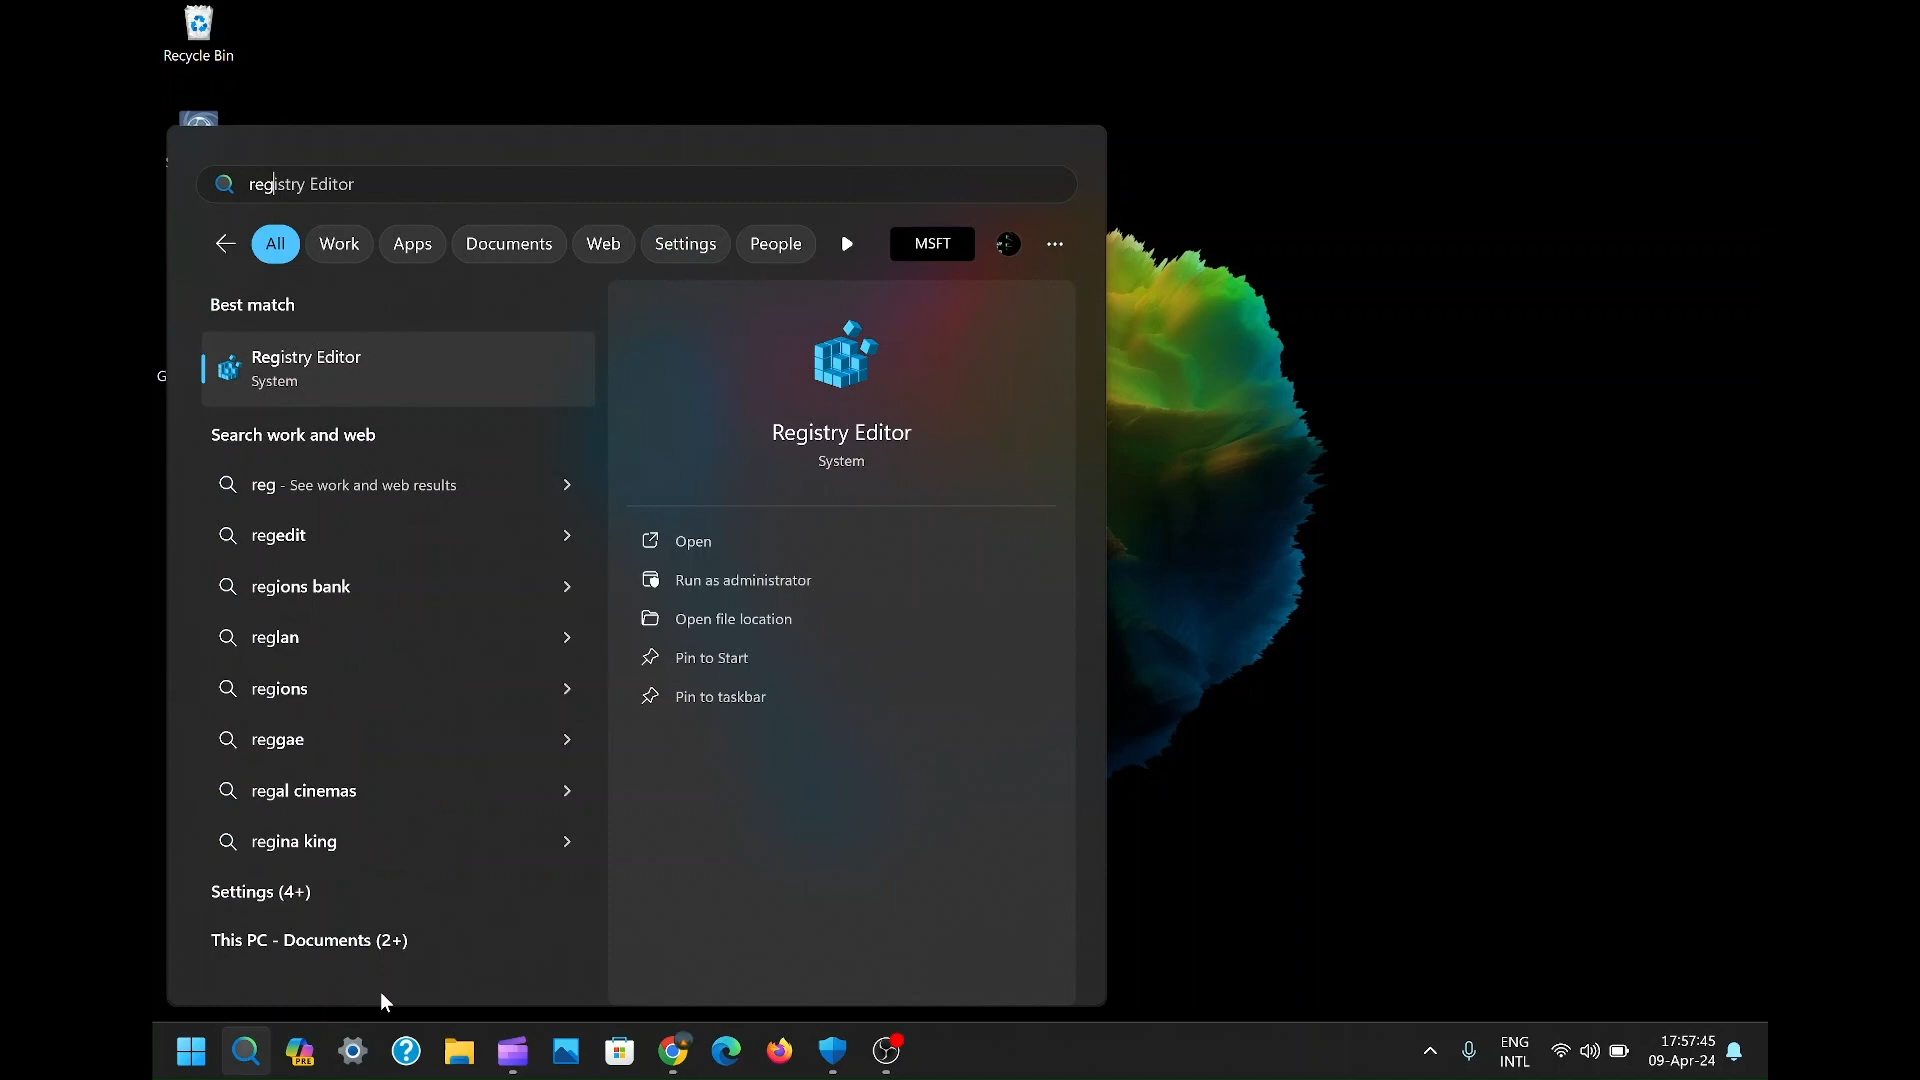 Recycle Bin
registry Editor
All Work Apps Documents Web Settings People MSFT
Best match
Registry Editor
System
Search work and web
reg - See work and web results
regedit
regions bank
reglan
regions
reggae
regal cinemas
regina king
Settings (4+)
This PC - Documents (2+)
Registry Editor
System
Open
Run as administrator
Open file location
Pin to Start
Pin to taskbar
G
PRE
ENG
INTL
17:57:45
09-Apr-24